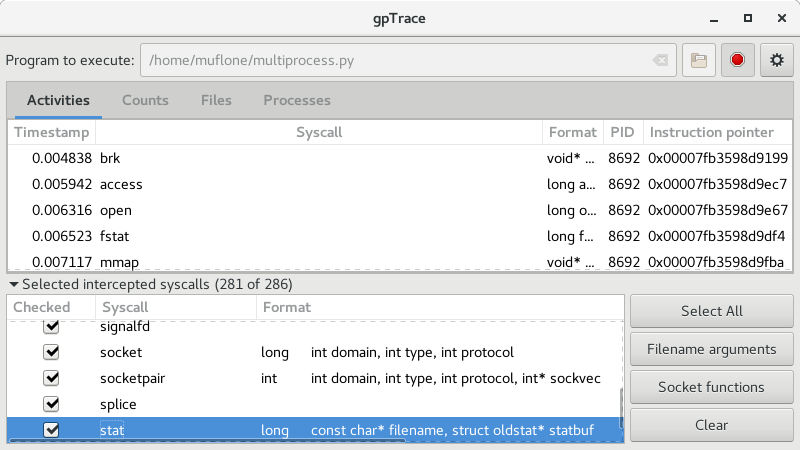 gpTrace
Program to execute: /home/muflone/multiprocess.py
Activities Counts Files Processes
Timestamp Syscall Format PID Instruction pointer
0.004838 brk void* ... 8692 0x00007fb3598d9199
0.005942 access long a... 8692 0x00007fb3598d9ec7
0.006316 open long o... 8692 0x00007fb3598d9e67
0.006523 fstat long f... 8692 0x00007fb3598d9df4
0.007117 mmap void* ... 8692 0x00007fb3598d9fba
Selected intercepted syscalls (281 of 286)
Checked Syscall Format
signalfd
socket long int domain, int type, int protocol
socketpair int int domain, int type, int protocol, int* sockvec
splice
stat long const char* filename, struct oldstat* statbuf
Select All
Filename arguments
Socket functions
Clear